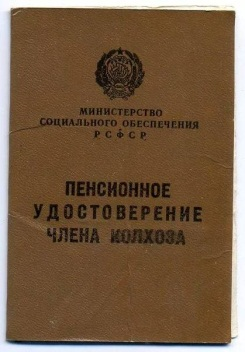 МИНИСТЕРСТВО
СОЦИАЛЬНОГО ОБЕСПЕЧЕНИЯ
РСФСР
ПЕНСИОННОЕ
УДОСТОВЕРЕНИЕ
ЧЛЕНА КОЛХОЗА